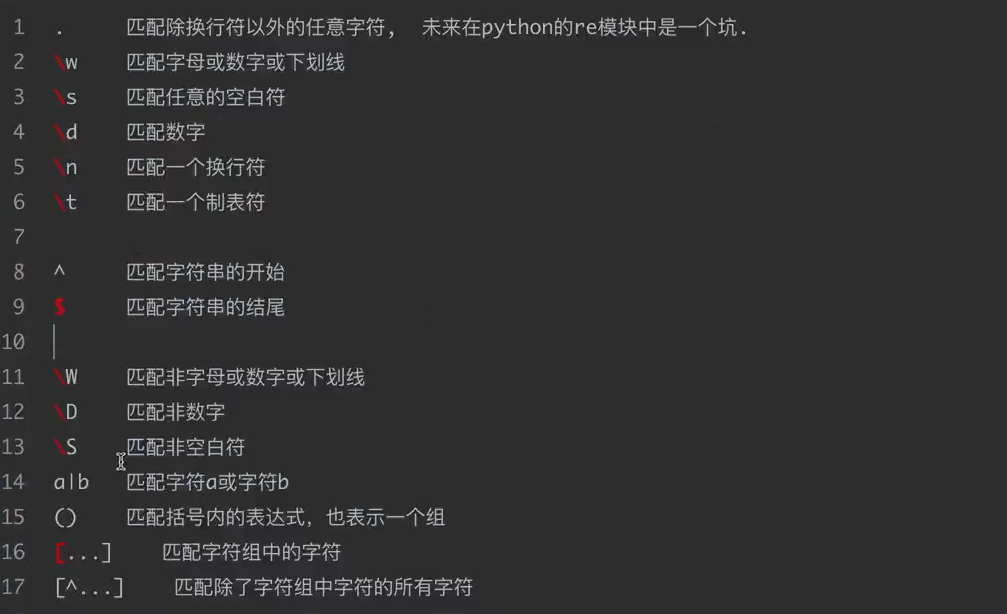 1 . 匹配除换行符以外的任意字符, 未来在python的re模块中是一个坑.
2 \w 匹配字母或数字或下划线
3 \s 匹配任意的空白符
4 \d 匹配数字
5 \n 匹配一个换行符
6 \t 匹配一个制表符
7
8 ^ 匹配字符串的开始
9 $ 匹配字符串的结尾
10
11 \W 匹配非字母或数字或下划线
12 \D 匹配非数字
13 \S 匹配非空白符
14 a|b 匹配字符a或字符b
15 () 匹配括号内的表达式，也表示一个组
16 [...] 匹配字符组中的字符
17 [^...] 匹配除了字符组中字符的所有字符